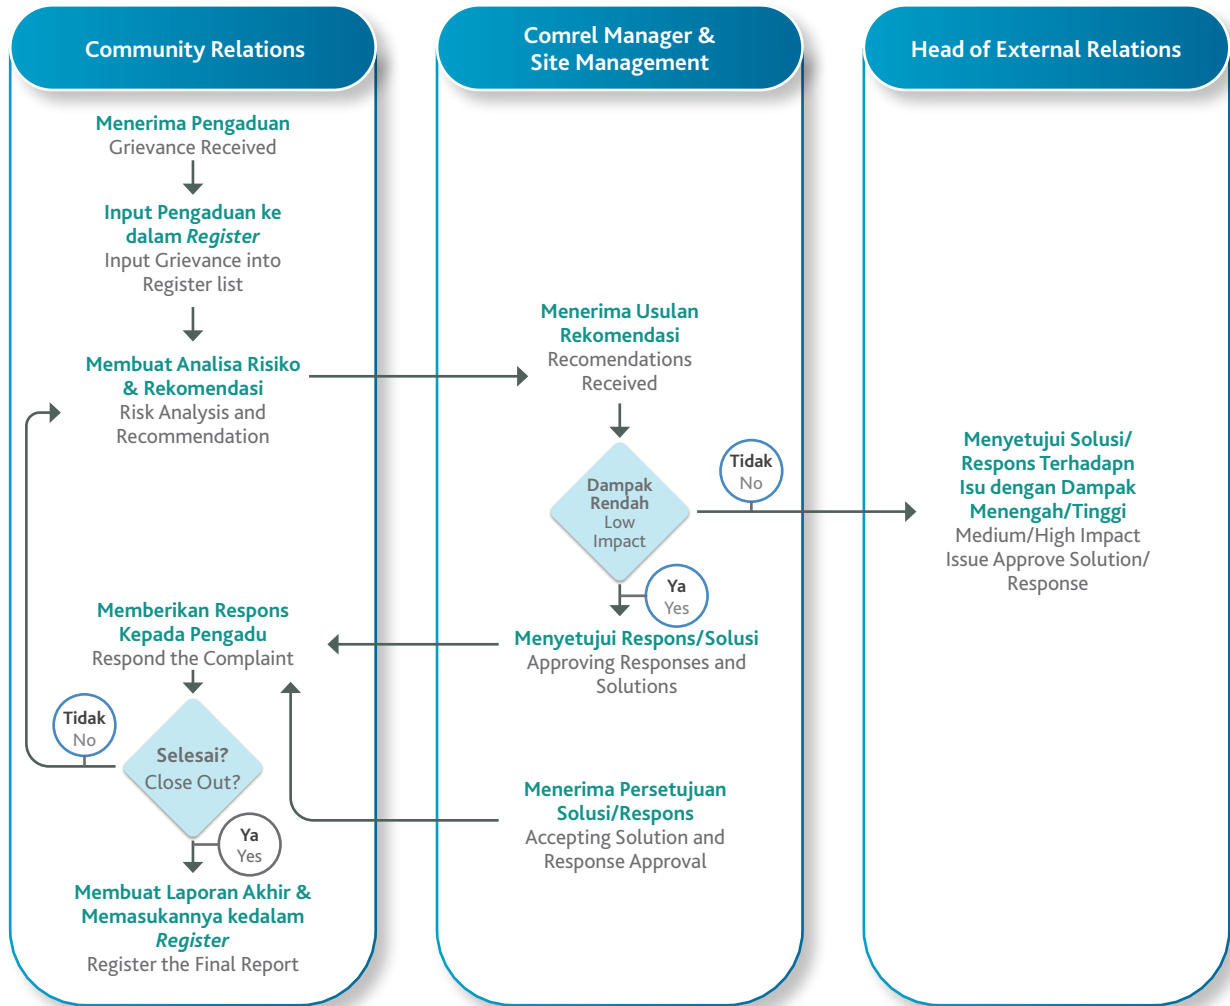 Community Relations
Menerima Pengaduan
Grievance Received
Input Pengaduan ke
dalam Register
Input Grievance into
Register list
Membuat Analisa Risiko
& Rekomendasi
Risk Analysis and
Recommendation
Memberikan Respons
Kepada Pengadu
Respond the Complaint
Tidak
No
Selesai?
Close Out?
Ya
Yes
Membuat Laporan Akhir &
Memasukannya kedalam
Register
Register the Final Report
Comrel Manager &
Site Management
Menerima Usulan
Rekomendasi
Recomendations
Received
Dampak
Rendah
Low
Impact
Tidak
No
Ya
Yes
Menyetujui Respons/Solusi
Approving Responses and
Solutions
Menerima Persetujuan
Solusi/Respons
Accepting Solution and
Response Approval
Head of External Relations
Menyetujui Solusi/
Respons Terhadapn
Isu dengan Dampak
Menengah/Tinggi
Medium/High Impact
Issue Approve Solution/
Response